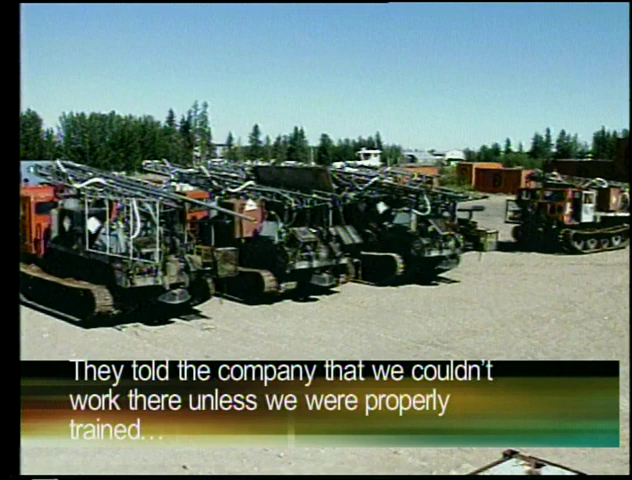 They told the company that we couldn't
work there unless we were properly
trained…